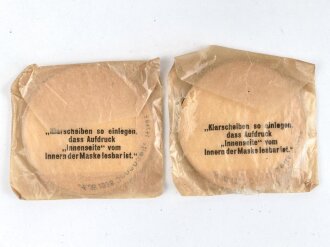 „Klarscheiben so einlegen,
dass Aufdruck
„Innenseite" vom
Innern der Maske lesbar ist."
„Klarscheiben so einlegen,
dass Aufdruck
„Innenseite" vom
Innern der Maske lesbar ist."